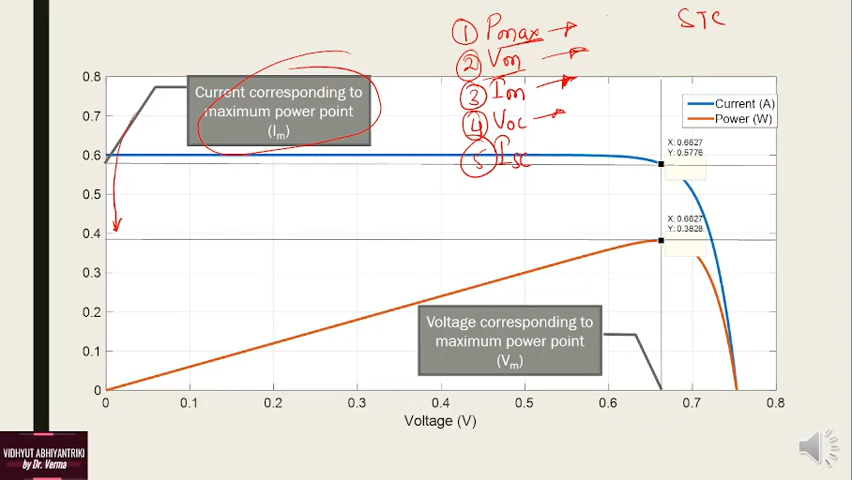 ① Pmax →
② Vm →
③ Im →
④ Voc →
⑤ Isc
STC
Current corresponding to
maximum power point
(Im)
Current (A)
Power (W)
X: 0.6627
Y: 0.5776
X: 0.6627
Y: 0.3828
Voltage corresponding to
maximum power point
(Vm)
0.8
0.7
0.6
0.5
0.4
0.3
0.2
0.1
0
0 0.1 0.2 0.3 0.4 0.5 0.6 0.7 0.8
Voltage (V)
VIDHYUT ABHIYANTRIKI
by Dr. Verma